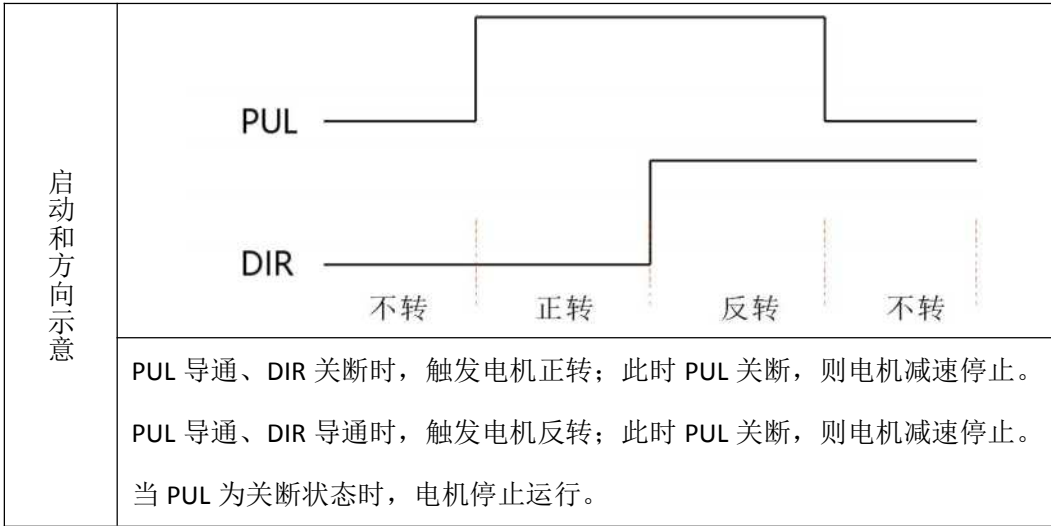 启动和方向示意
PUL
DIR
不转 正转 反转 不转
PUL 导通、DIR 关断时，触发电机正转；此时 PUL 关断，则电机减速停止。
PUL 导通、DIR 导通时，触发电机反转；此时 PUL 关断，则电机减速停止。
当 PUL 为关断状态时，电机停止运行。